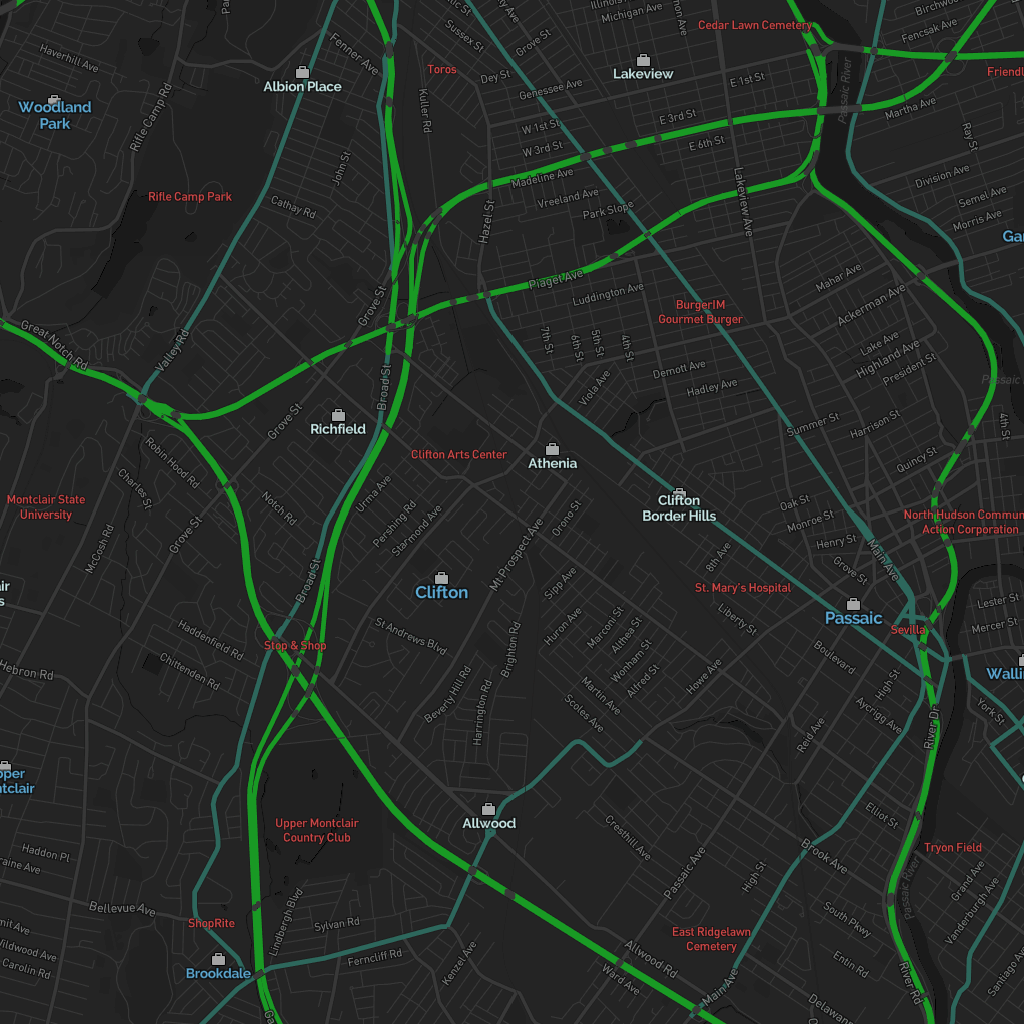 Illinois
Michigan Ave
Birchwo
Cedar Lawn Cemetery
Fencsak Ave
Sussex St
Grove St
Fenner Ave
Haverhill Ave
Lakeview
Toros
Dey St
Friendl
Albion Place
E 1st St
Genessee Ave
Woodland
Park
Kuller Rd
Rifle Camp Rd
Passaic River
Martha Ave
W 1st St
E 3rd St
W 3rd St
E 6th St
Ray St
John St
Madeline Ave
Division Ave
Rifle Camp Park
Vreeland Ave
Lakeview Ave
Semel Ave
Cathay Rd
Park Slope
Morris Ave
Hazel St
Gar
Piaget Ave
Mahar Ave
Luddington Ave
Grove St
Ackerman Ave
BurgerIM
Gourmet Burger
Great Notch Rd
Valley Rd
7th St
6th St
5th St
4th St
Lake Ave
Highland Ave
Demott Ave
President St
Broad St
Viola Ave
Hadley Ave
Passaic
Grove St
Richfield
Summer St
Harrison St
4th St
Clifton Arts Center
Athenia
Quincy St
Robin Hood Rd
Charles St
Urma Ave
Montclair State
University
Notch Rd
Clifton
Border Hills
Oak St
Monroe St
North Hudson Commun
Action Corporation
Pershing Rd
Starmond Ave
Orono St
Grove St
McCosh Rd
Henry St
Mt Prospect Ave
8th Ave
Main Ave
Grove St
Broad St
Sipp Ave
St. Mary's Hospital
Clifton
Lester St
Passaic
Liberty St
Huron Ave
Marconi St
Althea St
Mercer St
Sevilla
Haddenfield Rd
St Andrews Blvd
Brighton Rd
Stop & Shop
Wonham St
Boulevard
Chittenden Rd
Hebron Rd
Alfred St
Howe Ave
Wallin
High St
Martin Ave
Beverly Hill Rd
Harrington Rd
Scoles Ave
Aycrigg Ave
York St
Reid Ave
River Dr
pper
ntclair
Allwood
Elliot St
Upper Montclair
Country Club
Cresthill Ave
Tryon Field
Brook Ave
Haddon Pl
Passaic Ave
High St
Grand Ave
Passaic River
Bellevue Ave
Vanderburgh Ave
ShopRite
Lindbergh Blvd
Sylvan Rd
South Pkwy
East Ridgelawn
Cemetery
Ferncliff Rd
Allwood Rd
Entin Rd
Kenzel Ave
Carolin Rd
Brookdale
Ward Ave
Main Ave
River Rd
Santiago Ave